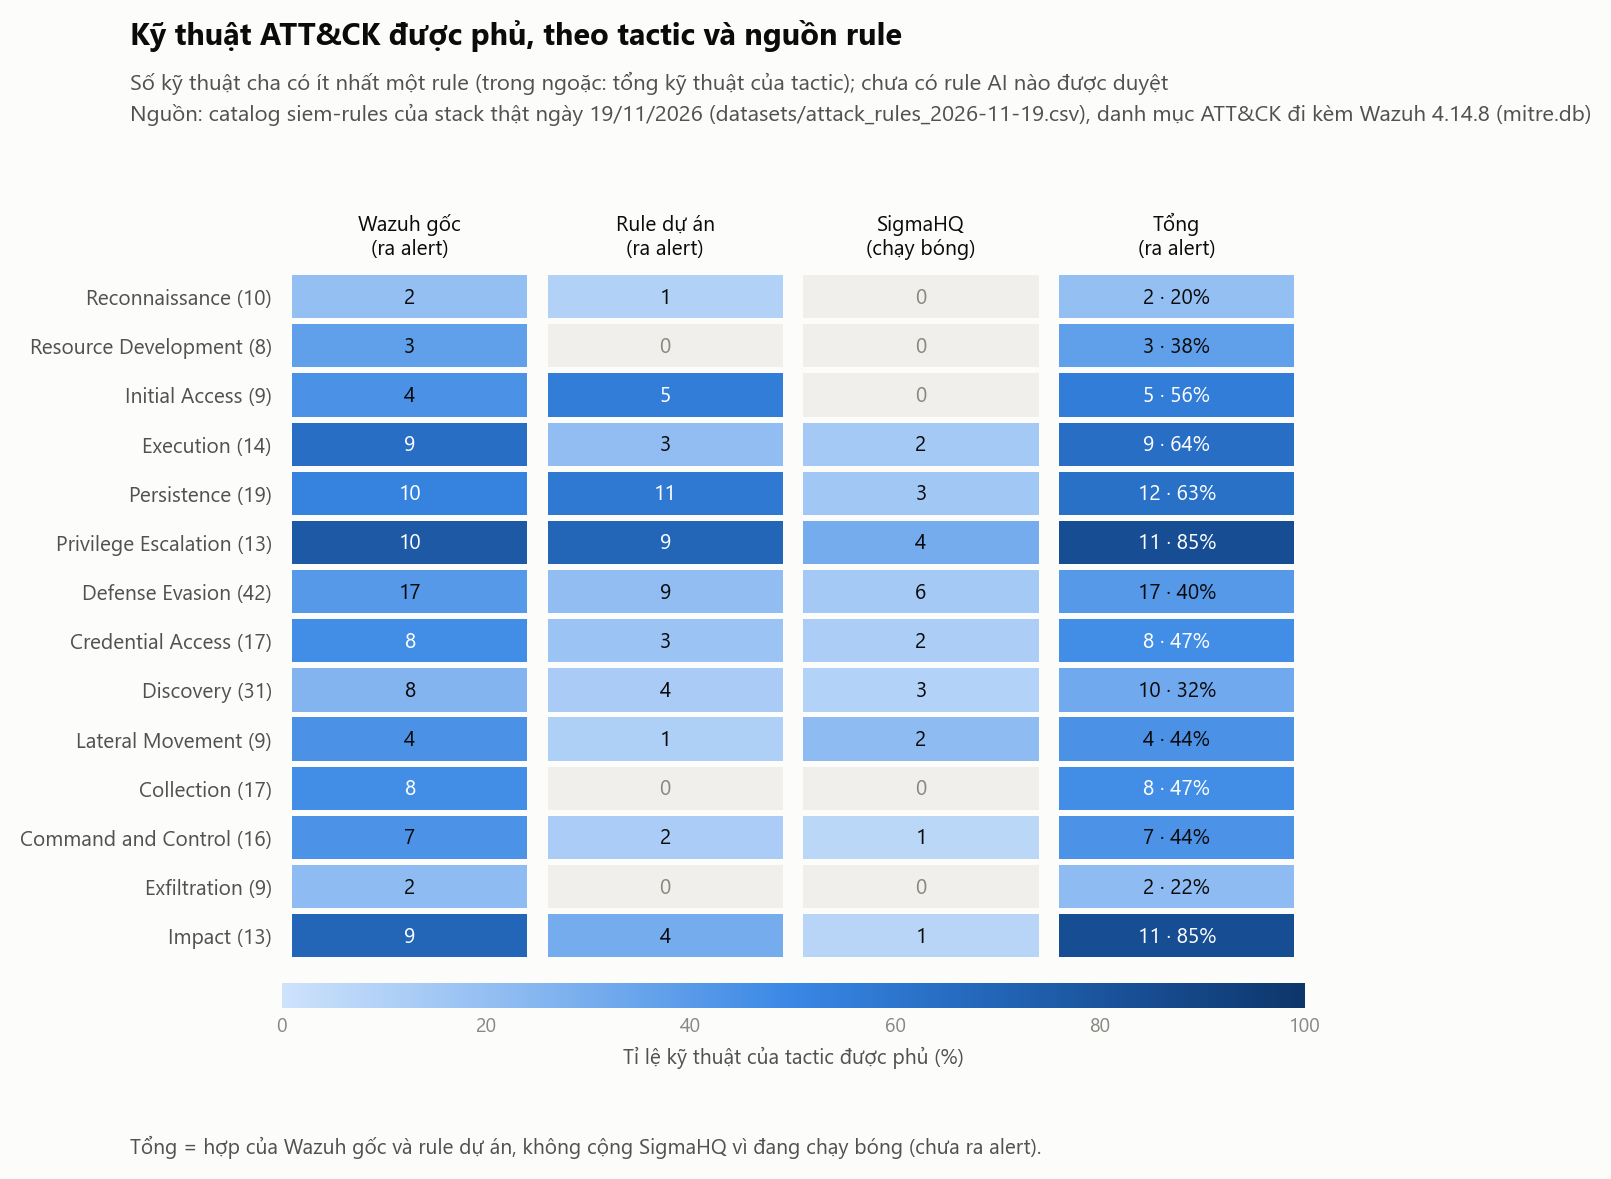 Kỹ thuật ATT&CK được phủ, theo tactic và nguồn rule
Số kỹ thuật cha có ít nhất một rule (trong ngoặc: tổng kỹ thuật của tactic); chưa có rule AI nào được duyệt
Nguồn: catalog siem-rules của stack thật ngày 19/11/2026 (datasets/attack_rules_2026-11-19.csv), danh mục ATT&CK đi kèm Wazuh 4.14.8 (mitre.db)
Wazuh gốc Rule dự án SigmaHQ Tổng
(ra alert) (ra alert) (chạy bóng) (ra alert)
Reconnaissance (10) 2 1 0 2 · 20%
Resource Development (8) 3 0 0 3 · 38%
Initial Access (9) 4 5 0 5 · 56%
Execution (14) 9 3 2 9 · 64%
Persistence (19) 10 11 3 12 · 63%
Privilege Escalation (13) 10 9 4 11 · 85%
Defense Evasion (42) 17 9 6 17 · 40%
Credential Access (17) 8 3 2 8 · 47%
Discovery (31) 8 4 3 10 · 32%
Lateral Movement (9) 4 1 2 4 · 44%
Collection (17) 8 0 0 8 · 47%
Command and Control (16) 7 2 1 7 · 44%
Exfiltration (9) 2 0 0 2 · 22%
Impact (13) 9 4 1 11 · 85%
0 20 40 60 80 100
Tỉ lệ kỹ thuật của tactic được phủ (%)
Tổng = hợp của Wazuh gốc và rule dự án, không cộng SigmaHQ vì đang chạy bóng (chưa ra alert).